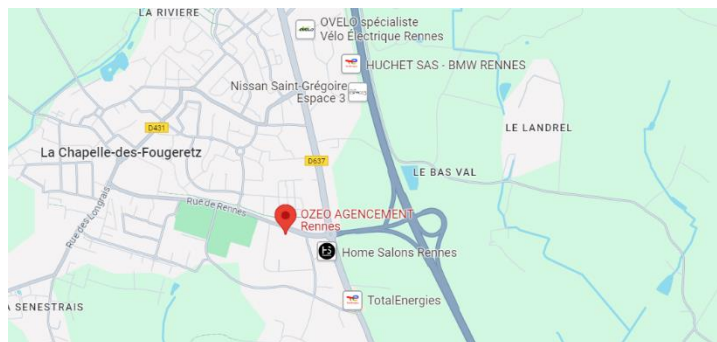 LA RIVIERE
OVELO spécialiste
Vélo Électrique Rennes
HUCHET SAS - BMW RENNES
Nissan Saint-Grégoire
Espace 3
D431
LE LANDREL
La Chapelle-des-Fougeretz
D637
LE BAS VAL
Rue de Rennes
OZEO AGENCEMENT
Rennes
Rue des Longrais
Home Salons Rennes
TotalEnergies
A SENESTRAIS